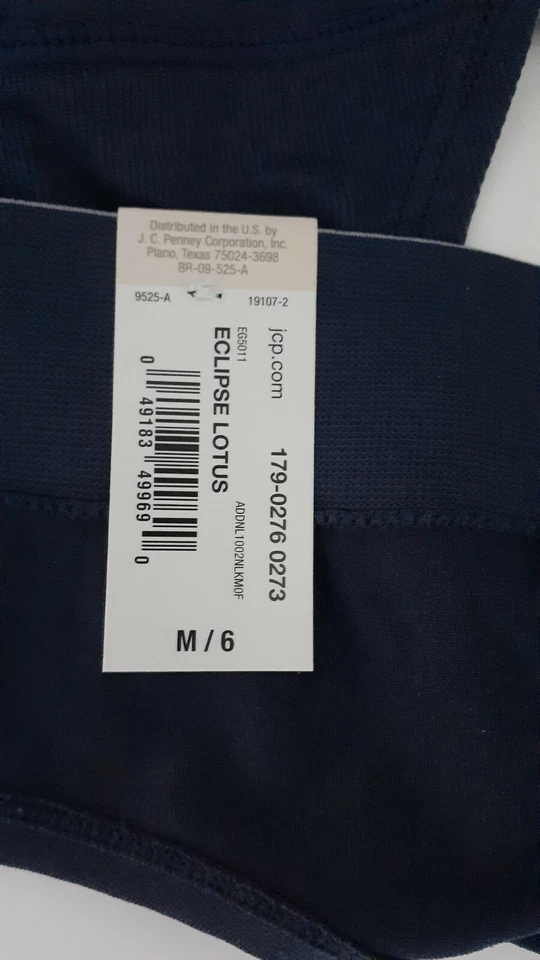 Distributed in the U.S. by
J. C. Penney Corporation, Inc.
Plano, Texas 75024-3698
BR-09-525-A
9525-A 19107-2
jcp.com 179-0276 0273
EG5011 ADDNL1002NLKM0F
ECLIPSE LOTUS
0 49183 49969 0
M / 6